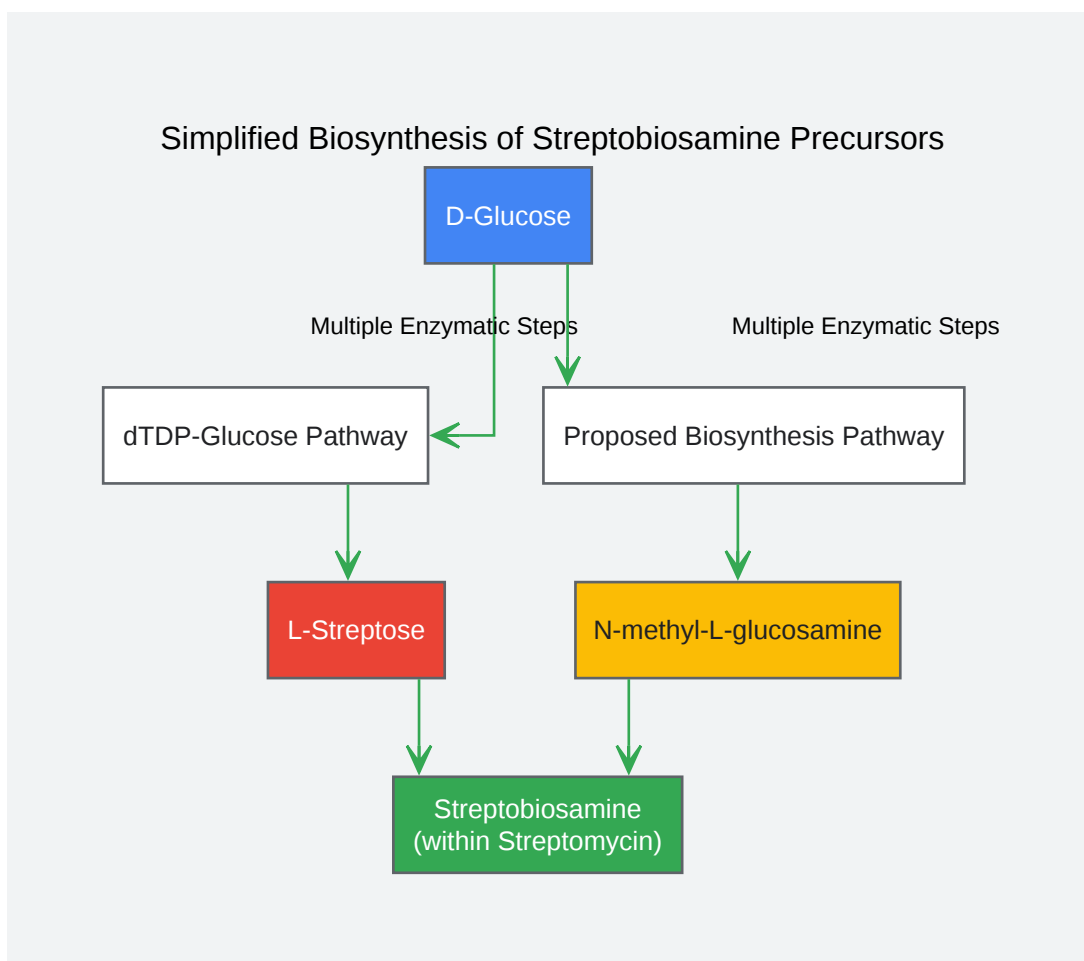 Simplified Biosynthesis of Streptobiosamine Precursors
D-Glucose
Multiple Enzymatic Steps
Multiple Enzymatic Steps
dTDP-Glucose Pathway
Proposed Biosynthesis Pathway
L-Streptose
N-methyl-L-glucosamine
Streptobiosamine
(within Streptomycin)